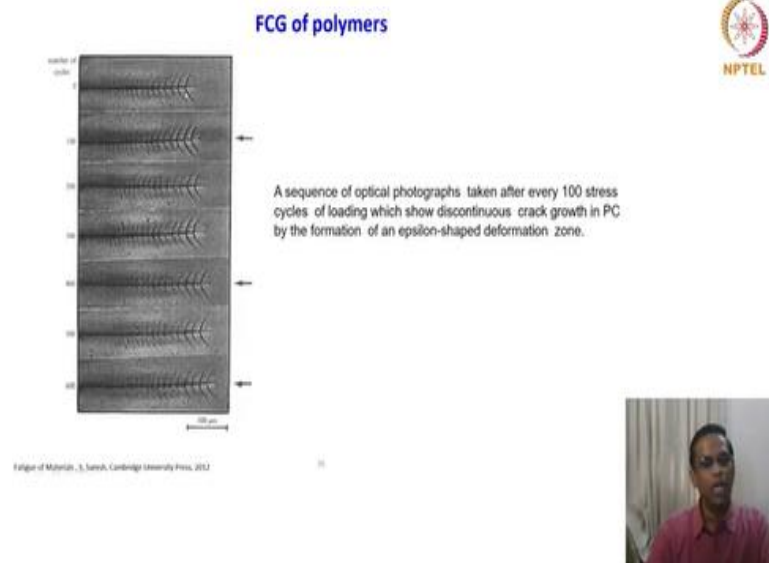 FCG of polymers
NPTEL
number of
cycles
A sequence of optical photographs taken after every 100 stress
cycles of loading which show discontinuous crack growth in PC
by the formation of an epsilon-shaped deformation zone.
Fatigue of Materials , S, Suresh, Cambridge University Press, 2012